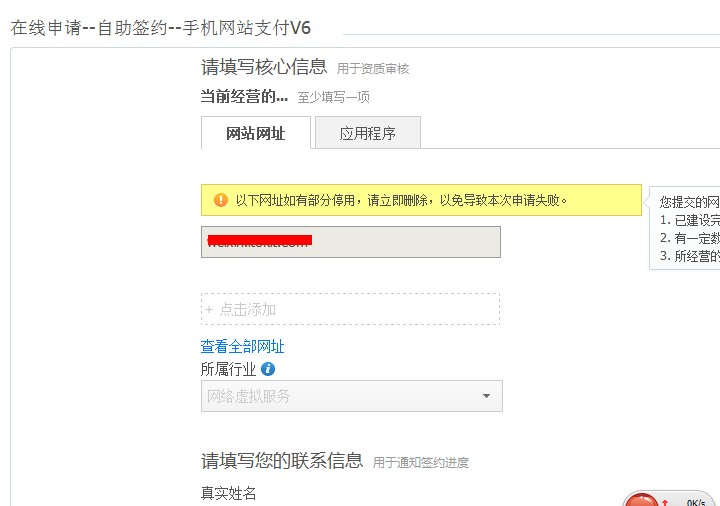 在线申请--自助签约--手机网站支付V6
请填写核心信息 用于资质审核
当前经营的... 至少填写一项
网站网址 应用程序
以下网址如有部分停用，请立即删除，以免导致本次申请失败。
您提交的网
1. 已建设完
2. 有一定数
3. 所经营的
+ 点击添加
查看全部网址
所属行业
网络虚拟服务
请填写您的联系信息 用于通知签约进度
真实姓名
0K/s